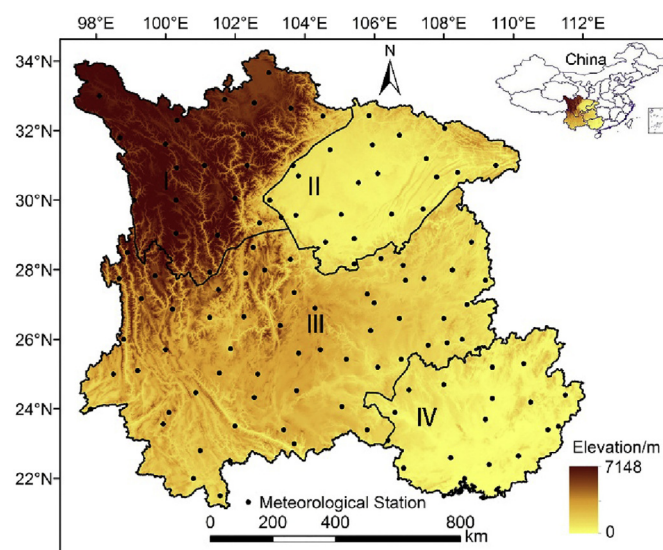 98°E 100°E 102°E 104°E 106°E 108°E 110°E 112°E
34°N
32°N
30°N
28°N
26°N
24°N
22°N
N
China
I
II
III
IV
Elevation/m
7148
0
Meteorological Station
0 200 400 600 800
km